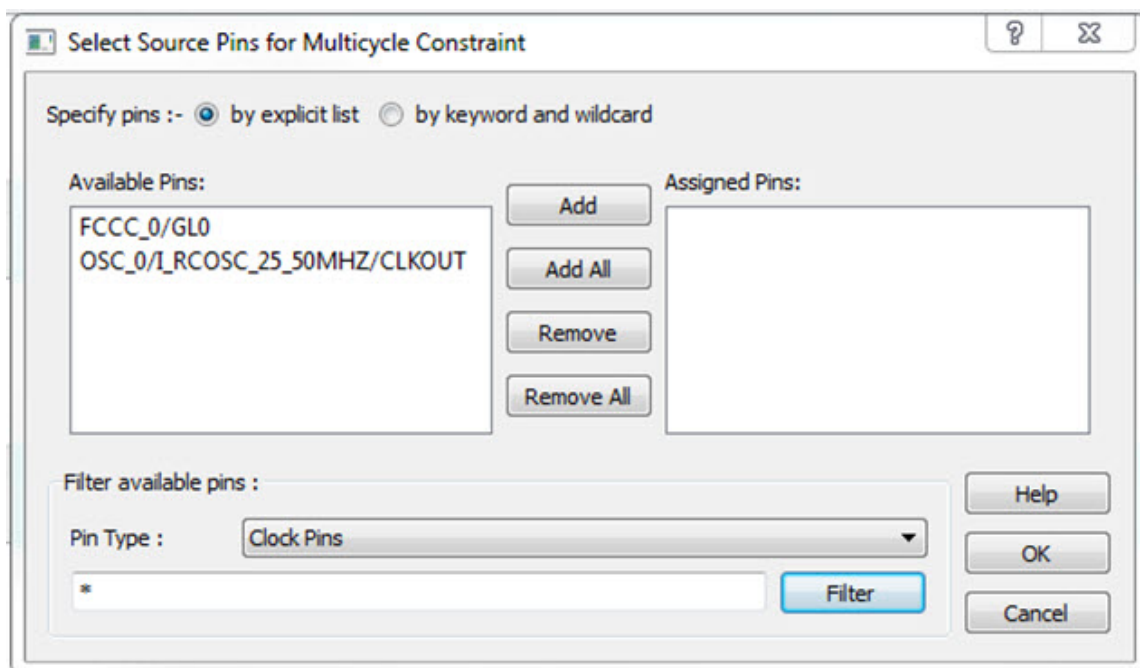 Select Source Pins for Multicycle Constraint
Specify pins :- by explicit list by keyword and wildcard
Available Pins:
Assigned Pins:
FCCC_0/GL0
OSC_0/I_RCOSC_25_50MHZ/CLKOUT
Add
Add All
Remove
Remove All
Filter available pins :
Pin Type :
Clock Pins
*
Filter
Help
OK
Cancel